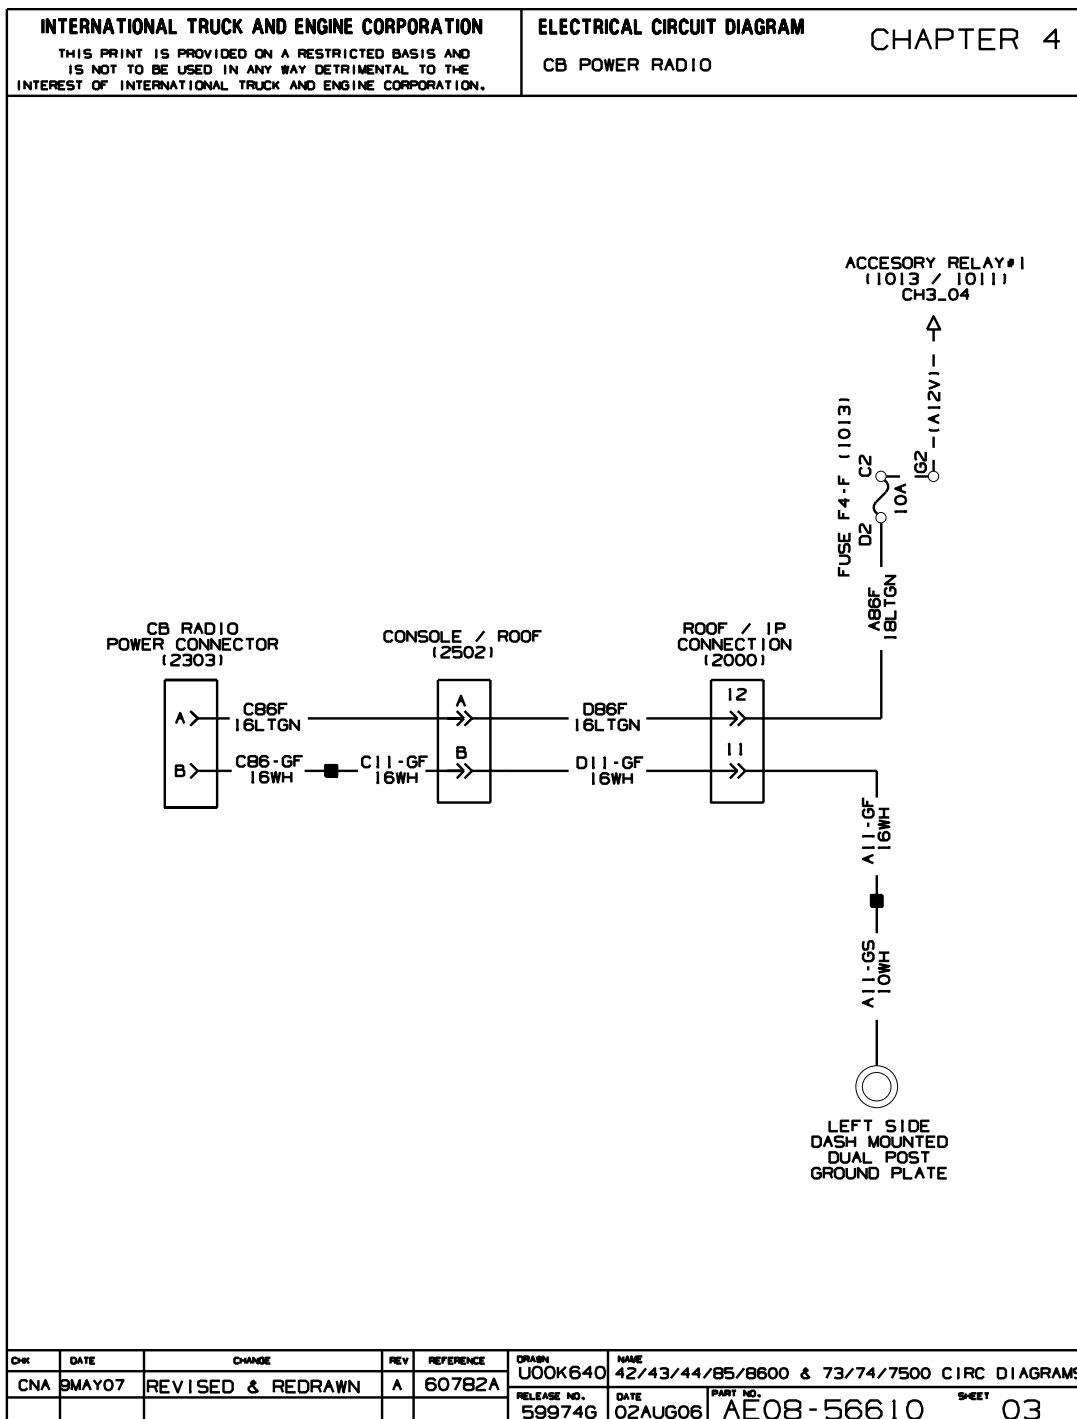 INTERNATIONAL TRUCK AND ENGINE CORPORATION
THIS PRINT IS PROVIDED ON A RESTRICTED BASIS AND
IS NOT TO BE USED IN ANY WAY DETRIMENTAL TO THE
INTEREST OF INTERNATIONAL TRUCK AND ENGINE CORPORATION.
ELECTRICAL CIRCUIT DIAGRAM
CB POWER RADIO
CHAPTER 4
ACCESORY RELAY#1
(1013 / 1011)
CH3_04
(A12V)
FUSE F4-F (1013)
C2
D2
10A
IG2
A86F
18LTGN
CB RADIO
POWER CONNECTOR
(2303)
CONSOLE / ROOF
(2502)
ROOF / IP
CONNECTION
(2000)
A
C86F
16LTGN
A
D86F
16LTGN
12
B
C86-GF
16WH
C11-GF
16WH
B
D11-GF
16WH
11
A11-GF
16WH
A11-GS
10WH
LEFT SIDE
DASH MOUNTED
DUAL POST
GROUND PLATE
CHK DATE CHANGE REV REFERENCE
CNA 9MAY07 REVISED & REDRAWN A 60782A
DRAWN
U00K640
NAME
42/43/44/85/8600 & 73/74/7500 CIRC DIAGRAMS
RELEASE NO.
59974G
DATE
02AUG06
PART NO.
AE08-56610
SHEET
03